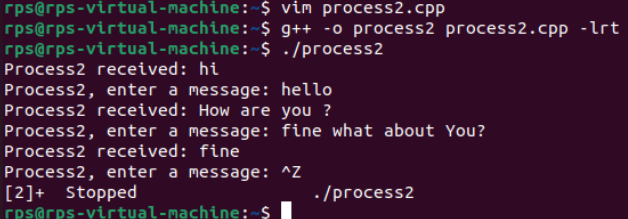 rps@rps-virtual-machine:~$ vim process2.cpp
rps@rps-virtual-machine:~$ g++ -o process2 process2.cpp -lrt
rps@rps-virtual-machine:~$ ./process2
Process2 received: hi
Process2, enter a message: hello
Process2 received: How are you ?
Process2, enter a message: fine what about You?
Process2 received: fine
Process2, enter a message: ^Z
[2]+  Stopped                 ./process2
rps@rps-virtual-machine:~$